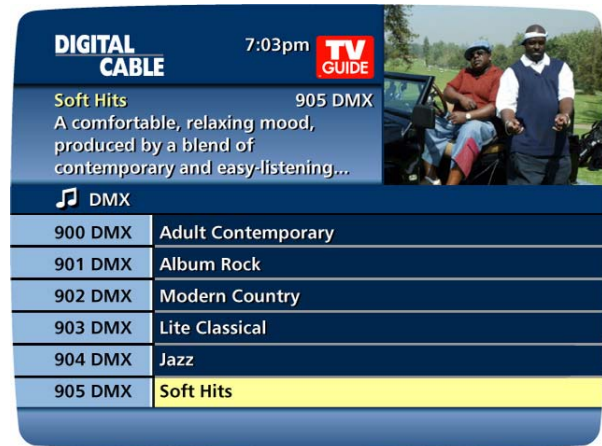 DIGITAL
CABLE
7:03pm
TV
GUIDE
Soft Hits 905 DMX
A comfortable, relaxing mood,
produced by a blend of
contemporary and easy-listening...
DMX
900 DMX Adult Contemporary
901 DMX Album Rock
902 DMX Modern Country
903 DMX Lite Classical
904 DMX Jazz
905 DMX Soft Hits